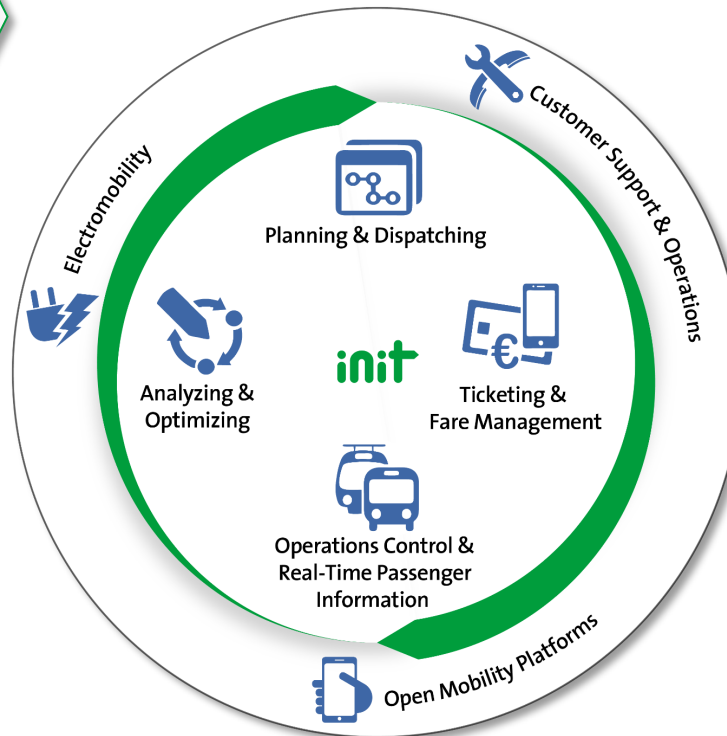 Customer Support & Operations
Electromobility
Planning & Dispatching
init
Analyzing &
Optimizing
Ticketing &
Fare Management
€
Operations Control &
Real-Time Passenger
Information
Open Mobility Platforms